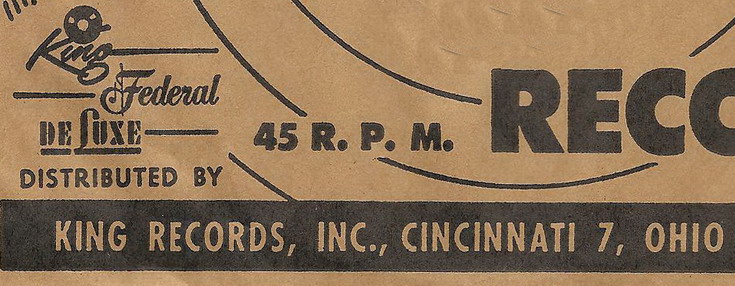 King
Federal
DE LUXE
45 R. P. M.
RECO
DISTRIBUTED BY
KING RECORDS, INC., CINCINNATI 7, OHIO